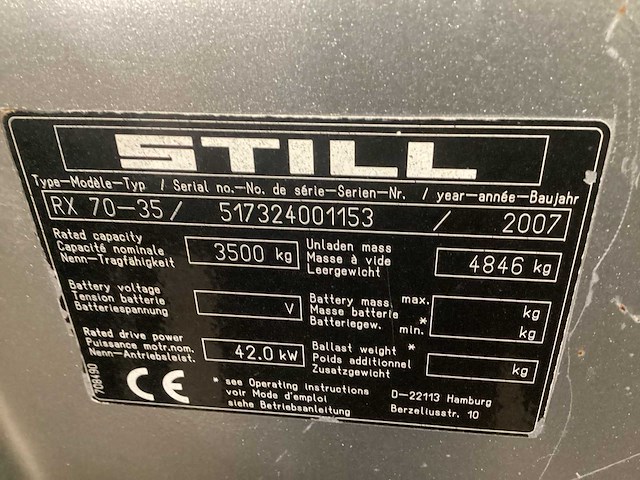 STILL
Type-Modèle-Typ / Serial no.-No. de série-Serien-Nr. / year-année-Baujahr
RX 70-35 / 517324001153 / 2007
Rated capacity
Capacité nominale
Nenn-Tragfähigkeit
3500 kg
Unladen mass
Masse à vide
Leergewicht
4846 kg
Battery voltage
Tension batterie
Batteriespannung
V
Battery mass max.
Masse batterie *
Batteriegew. min.
kg
kg
Rated drive power
Puissance motr.nom.
Nenn-Antriebsleist.
42.0 kW
Ballast weight *
Poids additionnel
Zusatzgewicht
kg
708490
CE
* see Operating instructions
voir Mode d'emploi
siehe Betriebsanleitung
D-22113 Hamburg
Berzeliusstr. 10